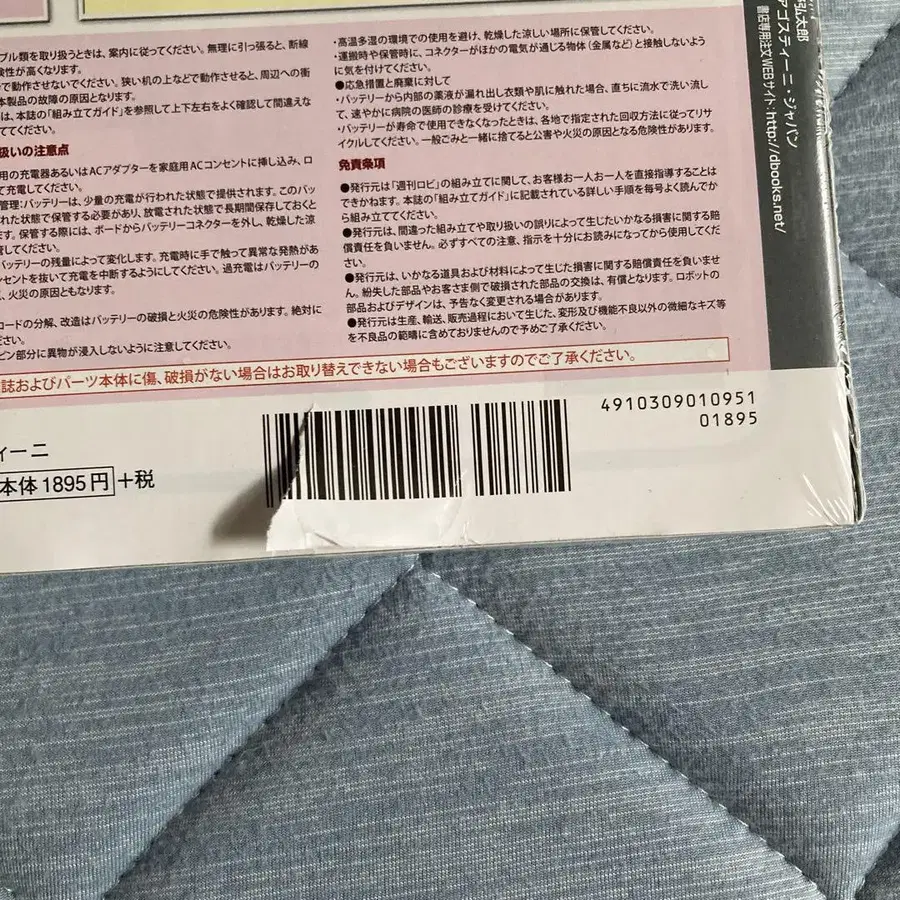 ブル類を取り扱うときは、案内に従ってください。無理に引っ張ると、断線
険性が高くなります。
で動作させないでください。狭い机の上などで動作させると、周辺への衝
本製品の故障の原因となります。
は、本誌の「組み立てガイド」を参照して上下左右をよく確認して間違えな
ててください。
扱いの注意点
用の充電器あるいはACアダプターを家庭用ACコンセントに挿し込み、ロ
て充電してください。
管理:バッテリーは、少量の充電が行われた状態で提供されます。このバッ
れた状態で保管する必要があり、放電された状態で長期間保存しておくと
す。保管する際には、ボードからバッテリーコネクターを外し、乾燥した涼
管してください。
バッテリーの残量によって変化します。充電時に手で触って異常な発熱があ
ンセントを抜いて充電を中断するようにしてください。過充電はバッテリーの
、火災の原因ともなります。
コードの分解、改造はバッテリーの破損と火災の危険性があります。絶対に
ださい。
ピン部分に異物が侵入しないように注意してください。
・高温多湿の環境での使用を避け、乾燥した涼しい場所に保管してください。
・運搬時や保管時に、コネクターがほかの電気が通じる物体(金属など)と接触しないよう
に気を付けてください。
●応急措置と廃棄に対して
・バッテリーから内部の薬液が漏れ出し衣類や肌に触れた場合、直ちに流水で洗い流し
て、速やかに病院の医師の診療を受けてください。
・バッテリーが寿命で使用できなくなったときは、各地で指定された回収方法に従ってリサ
イクルしてください。一般ごみと一緒に捨てると公害や火災の原因となる危険性があります。
免責条項
●発行元は「週刊ロビ」の組み立てに関して、お客様お一人お一人を直接指導することは
できかねます。本誌の「組み立てガイド」に記載されている詳しい手順を毎号よく読んでか
ら組み立ててください。
●発行元は、間違った組み立てや取り扱いの誤りによって生じたいかなる損害に関する賠
償責任を負いません。必ずすべての注意、指示を十分にお読みになってから使用してくだ
さい。
●発行元は、いかなる道具および材料によって生じた損害に関する賠償責任を負いませ
ん。紛失した部品やお客さま側で破損された部品の交換は、有償となります。ロボットの
部品およびデザインは、予告なく変更される場合があります。
●発行元は生産、輸送、販売過程において生じた、変形及び機能不良以外の微細なキズ等
を不良品の範疇に含めておりませんので予めご了承ください。
誌およびパーツ本体に傷、破損がない場合はお取り替えできない場合もございますのでご了承ください。
ィーニ
本体1895円+税
4910309010951
01895
弘太郎
アゴスティーニ・ジャパン
書店専用注文WEBサイト:http://dbooks.net/